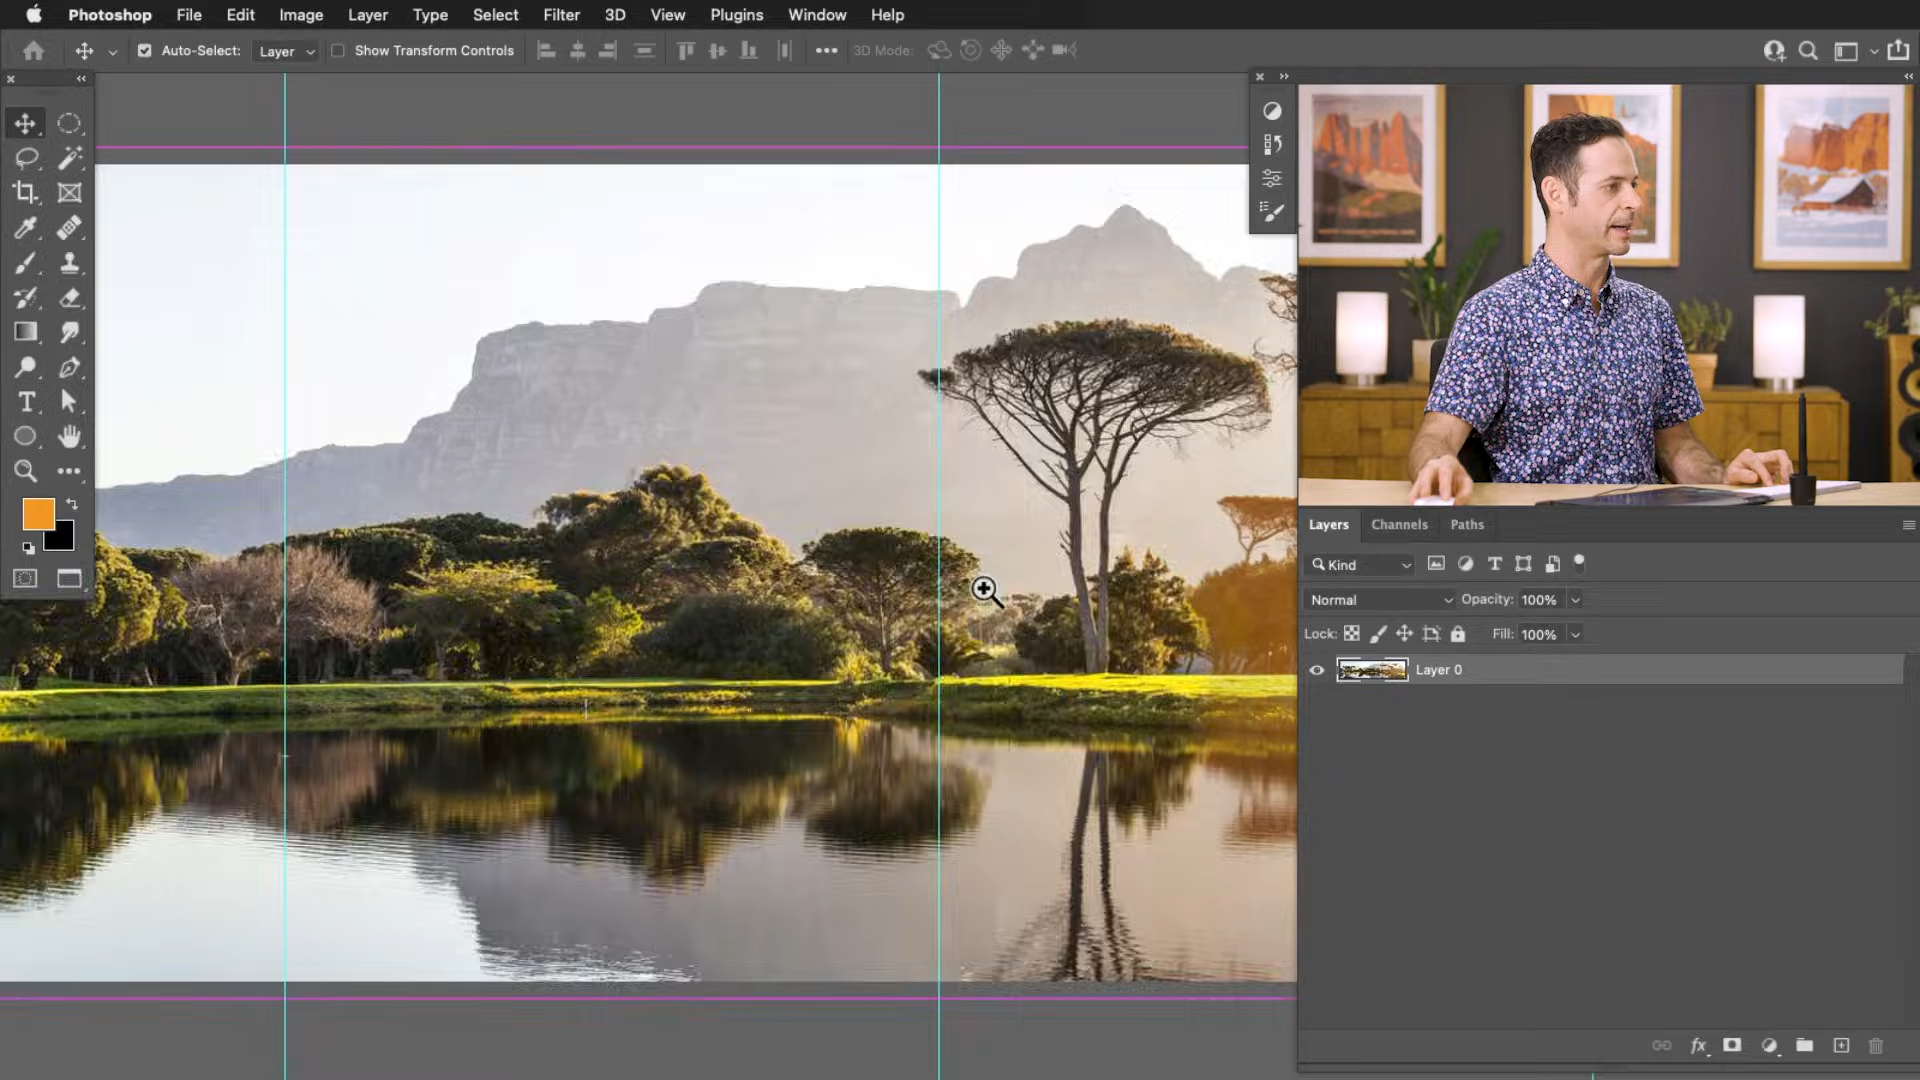 Photoshop File Edit Image Layer Type Select Filter 3D View Plugins Window Help
Auto-Select: Layer Show Transform Controls 3D Mode:
Layers Channels Paths
Kind
Normal Opacity: 100%
Lock: Fill: 100%
Layer 0